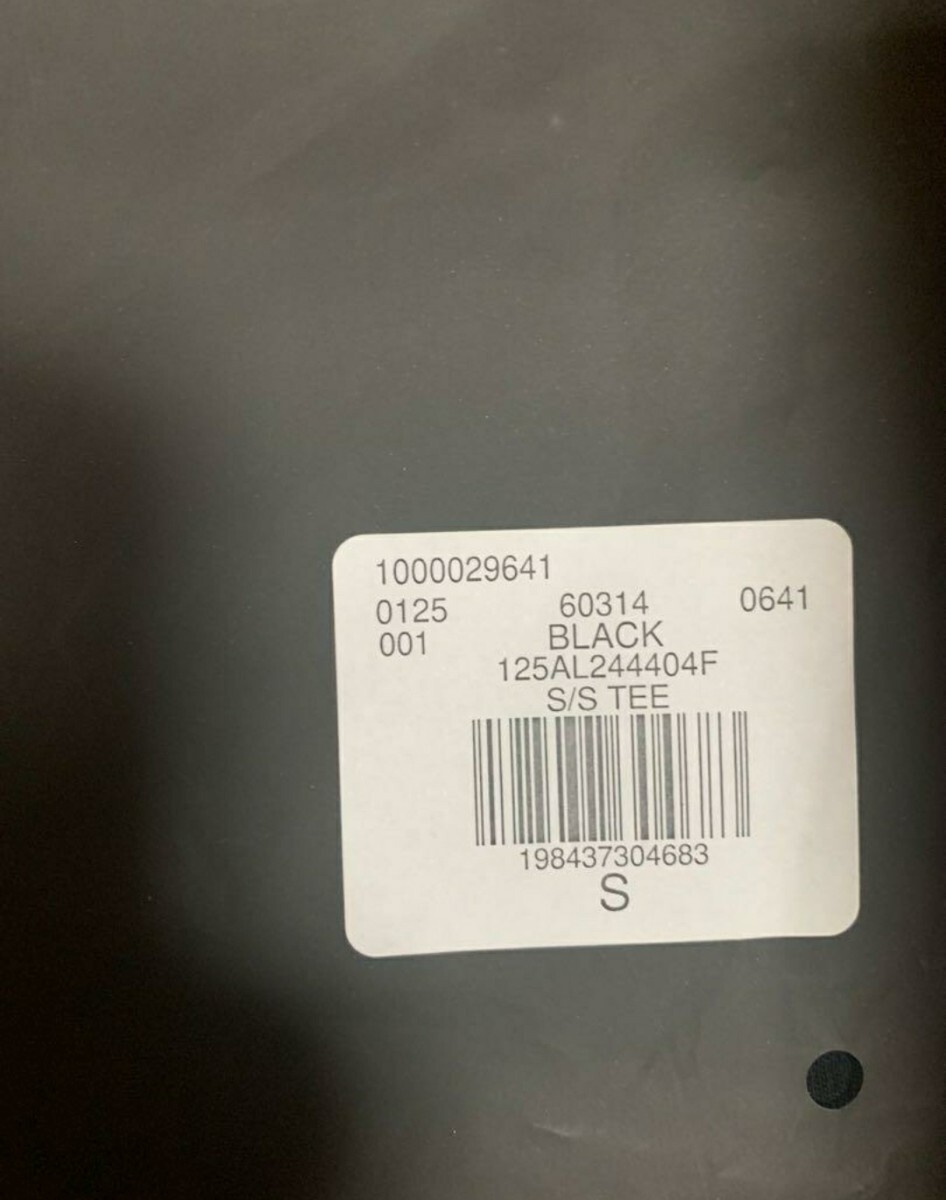 1000029641
0125 60314 0641
001 BLACK
125AL244404F
S/S TEE
198437304683
S